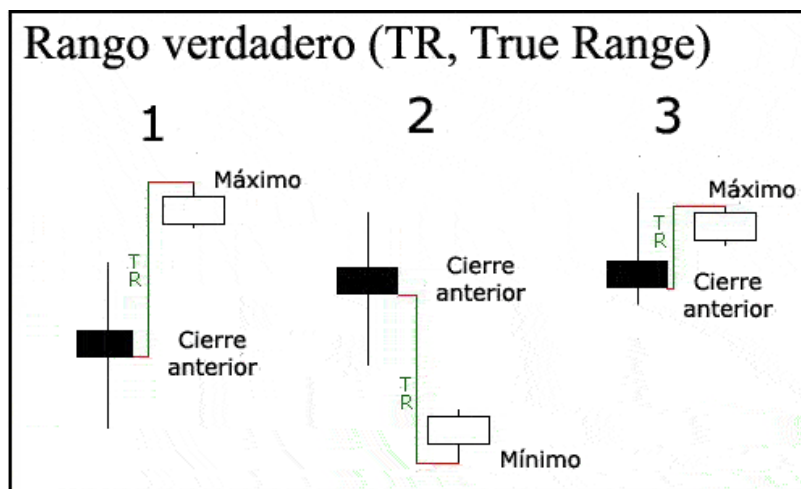 Rango verdadero (TR, True Range)
1
Máximo
TR
Cierre
anterior
2
Cierre
anterior
TR
Mínimo
3
Máximo
TR
Cierre
anterior